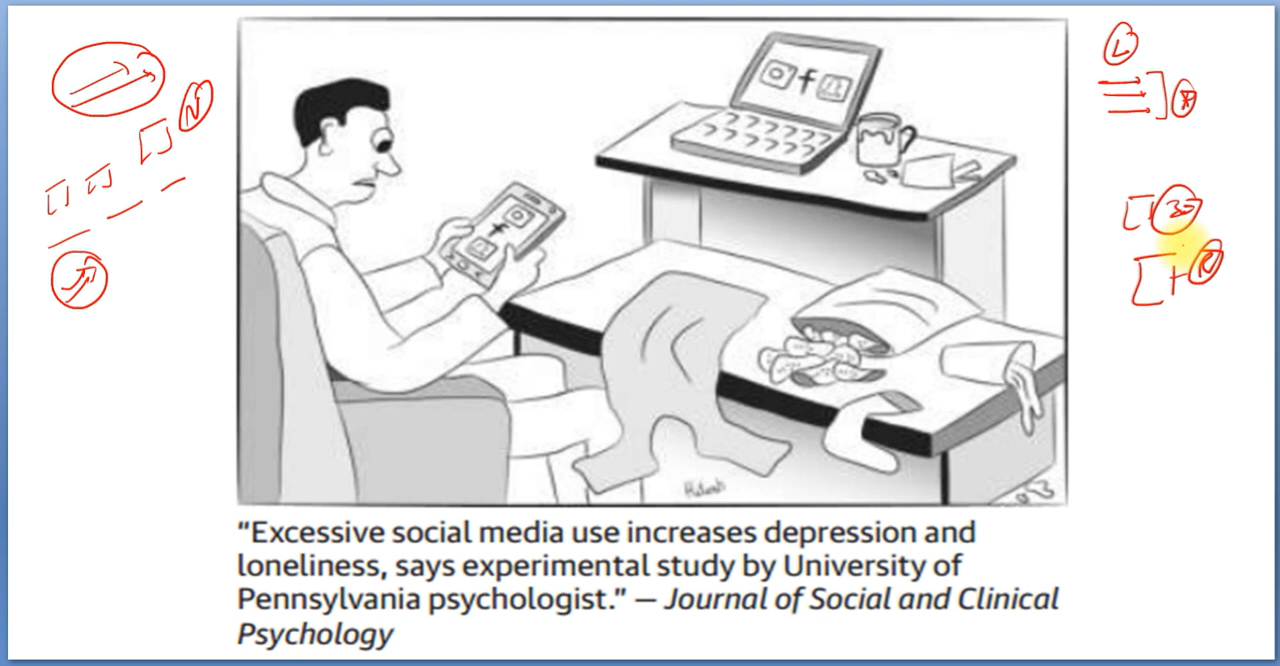 N
L
R
30
R
f
f
"Excessive social media use increases depression and
loneliness, says experimental study by University of
Pennsylvania psychologist." — Journal of Social and Clinical
Psychology